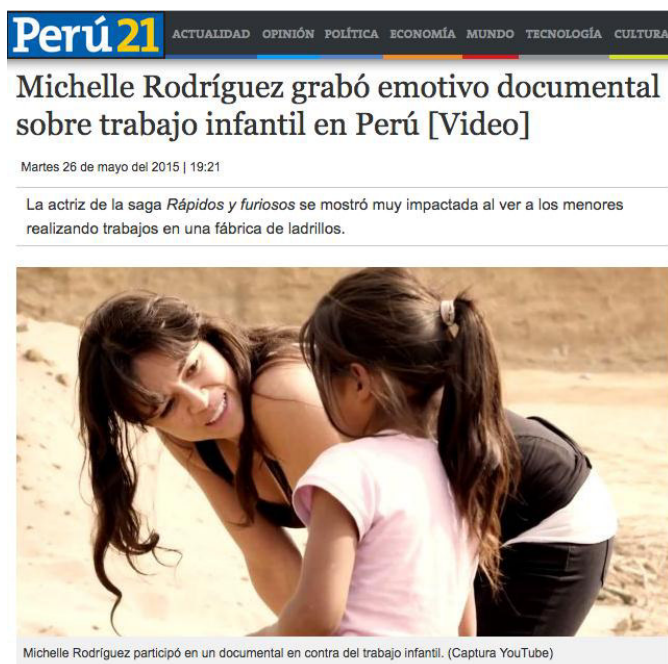 Perú21 ACTUALIDAD OPINIÓN POLÍTICA ECONOMÍA MUNDO TECNOLOGÍA CULTURA
Michelle Rodríguez grabó emotivo documental
sobre trabajo infantil en Perú [Video]
Martes 26 de mayo del 2015 | 19:21
La actriz de la saga Rápidos y furiosos se mostró muy impactada al ver a los menores
realizando trabajos en una fábrica de ladrillos.
Michelle Rodríguez participó en un documental en contra del trabajo infantil. (Captura YouTube)